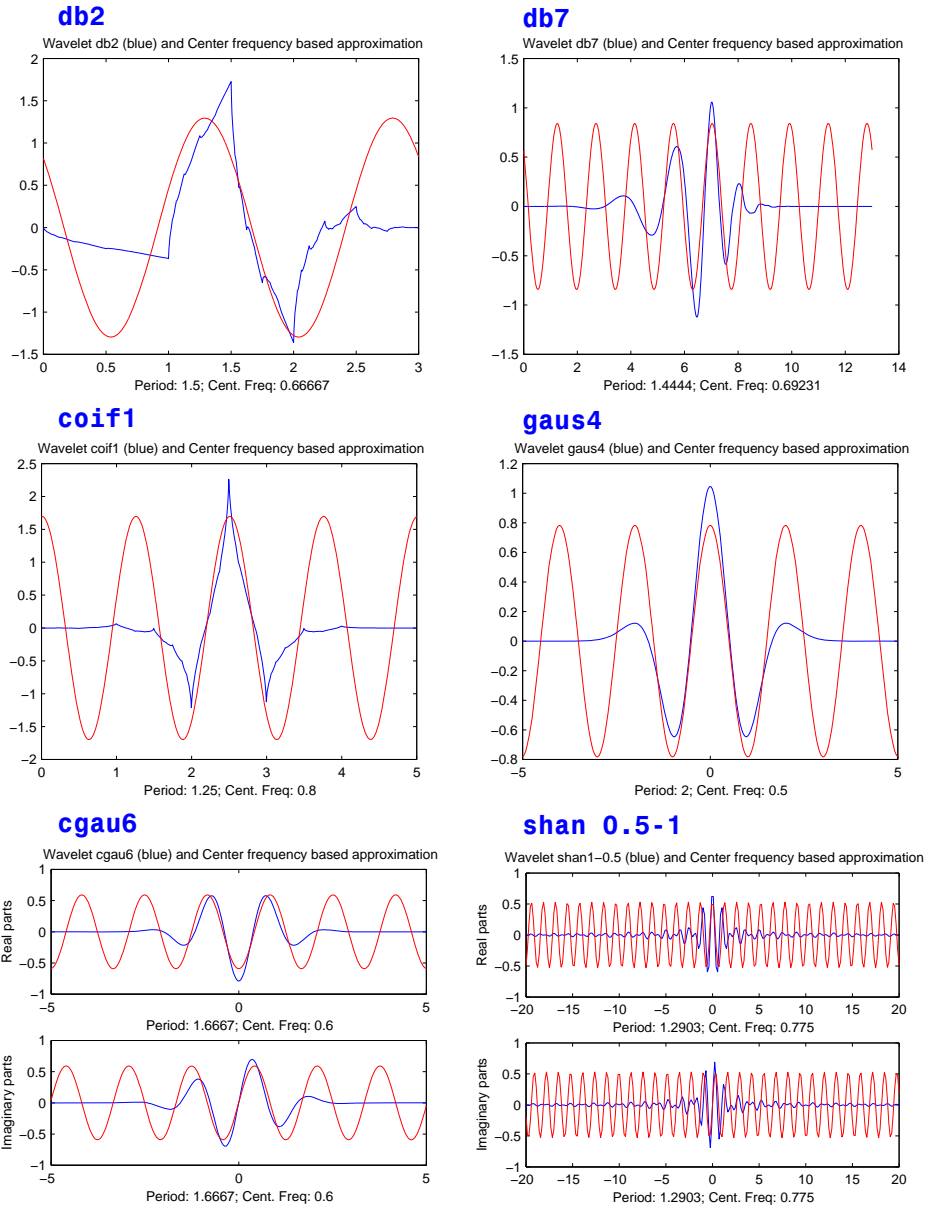 db2
Wavelet db2 (blue) and Center frequency based approximation
2
1.5
1
0.5
0
−0.5
−1
−1.5
0 0.5 1 1.5 2 2.5 3
Period: 1.5; Cent. Freq: 0.66667
db7
Wavelet db7 (blue) and Center frequency based approximation
1.5
1
0.5
0
−0.5
−1
−1.5
0 2 4 6 8 10 12 14
Period: 1.4444; Cent. Freq: 0.69231
coif1
Wavelet coif1 (blue) and Center frequency based approximation
2.5
2
1.5
1
0.5
0
−0.5
−1
−1.5
−2
0 1 2 3 4 5
Period: 1.25; Cent. Freq: 0.8
gaus4
Wavelet gaus4 (blue) and Center frequency based approximation
1.2
1
0.8
0.6
0.4
0.2
0
−0.2
−0.4
−0.6
−0.8
−5 0 5
Period: 2; Cent. Freq: 0.5
cgau6
Wavelet cgau6 (blue) and Center frequency based approximation
Real parts
1
0.5
0
−0.5
−1
−5 0 5
Period: 1.6667; Cent. Freq: 0.6
Imaginary parts
1
0.5
0
−0.5
−1
−5 0 5
Period: 1.6667; Cent. Freq: 0.6
shan 0.5-1
Wavelet shan1−0.5 (blue) and Center frequency based approximation
Real parts
1
0.5
0
−0.5
−1
−20 −15 −10 −5 0 5 10 15 20
Period: 1.2903; Cent. Freq: 0.775
Imaginary parts
1
0.5
0
−0.5
−1
−20 −15 −10 −5 0 5 10 15 20
Period: 1.2903; Cent. Freq: 0.775